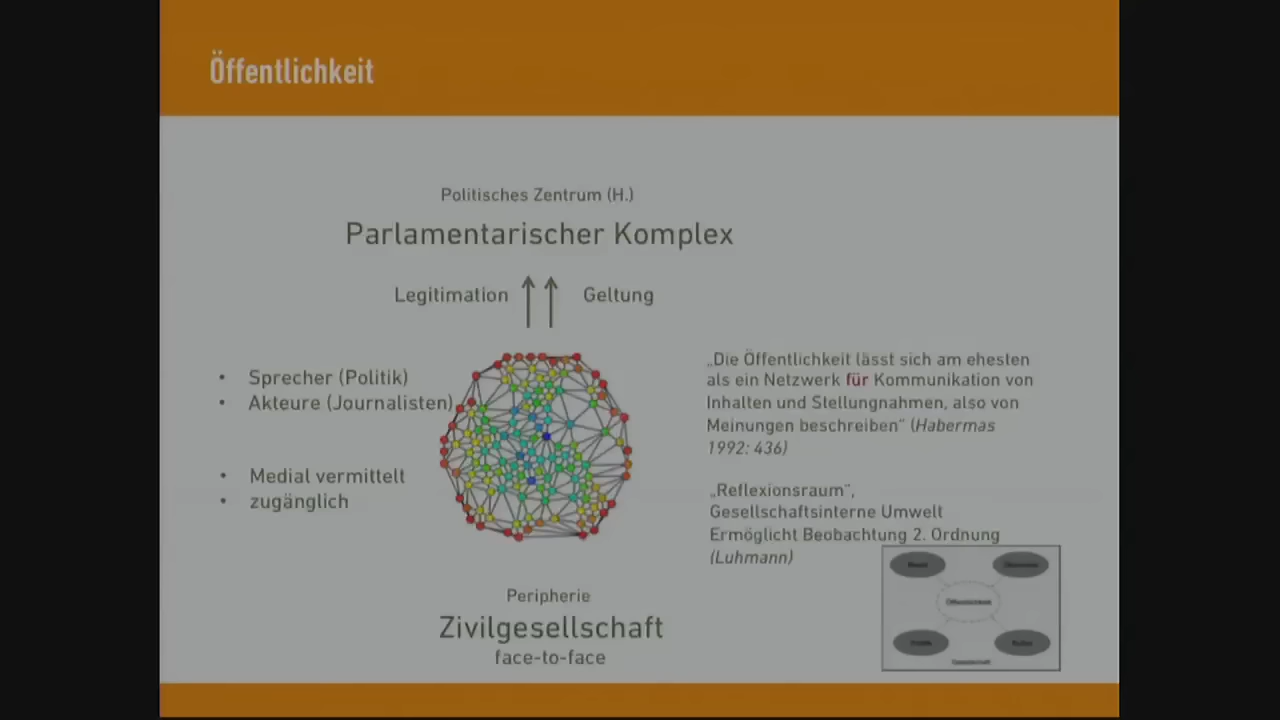 Öffentlichkeit
Politisches Zentrum (H.)
Parlamentarischer Komplex
Legitimation
Geltung
• Sprecher (Politik)
• Akteure (Journalisten)
• Medial vermittelt
• zugänglich
„Die Öffentlichkeit lässt sich am ehesten
als ein Netzwerk für Kommunikation von
Inhalten und Stellungnahmen, also von
Meinungen beschreiben“ (Habermas
1992: 436)
„Reflexionsraum“,
Gesellschaftsinterne Umwelt
Ermöglicht Beobachtung 2. Ordnung
(Luhmann)
Öffentlichkeit
Peripherie
Zivilgesellschaft
face-to-face